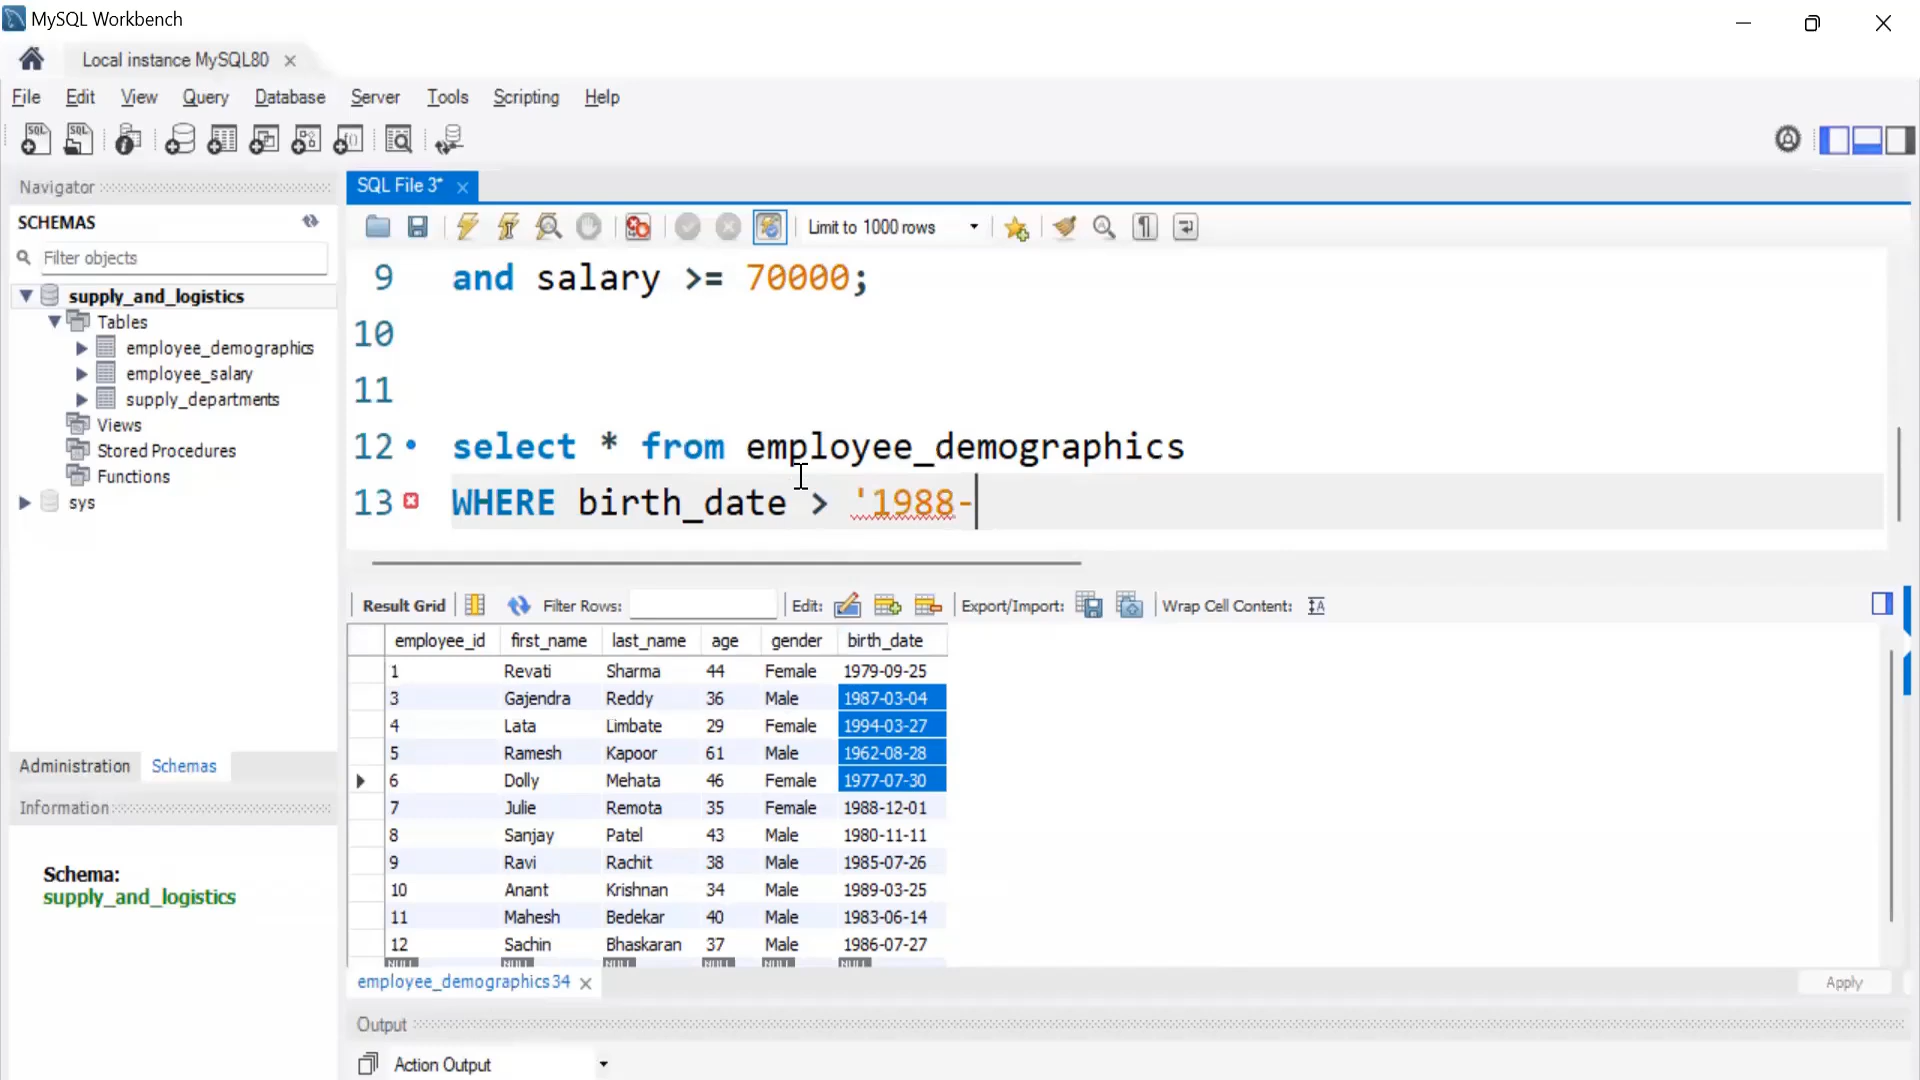 MySQL Workbench
Local instance MySQL80
File Edit View Query Database Server Tools Scripting Help
Navigator
SCHEMAS
Filter objects
supply_and_logistics
Tables
employee_demographics
employee_salary
supply_departments
Views
Stored Procedures
Functions
sys
Administration Schemas
Information
Schema:
supply_and_logistics
SQL File 3*
Limit to 1000 rows
9 and salary >= 70000;
10
11
12 select * from employee_demographics
13 WHERE birth_date > '1988-
Result Grid Filter Rows: Edit: Export/Import: Wrap Cell Content:
employee_id first_name last_name age gender birth_date
1 Revati Sharma 44 Female 1979-09-25
3 Gajendra Reddy 36 Male 1987-03-04
4 Lata Limbate 29 Female 1994-03-27
5 Ramesh Kapoor 61 Male 1962-08-28
6 Dolly Mehata 46 Female 1977-07-30
7 Julie Remota 35 Female 1988-12-01
8 Sanjay Patel 43 Male 1980-11-11
9 Ravi Rachit 38 Male 1985-07-26
10 Anant Krishnan 34 Male 1989-03-25
11 Mahesh Bedekar 40 Male 1983-06-14
12 Sachin Bhaskaran 37 Male 1986-07-27
NULL NULL NULL NULL NULL NULL
employee_demographics 34
Apply
Output
Action Output